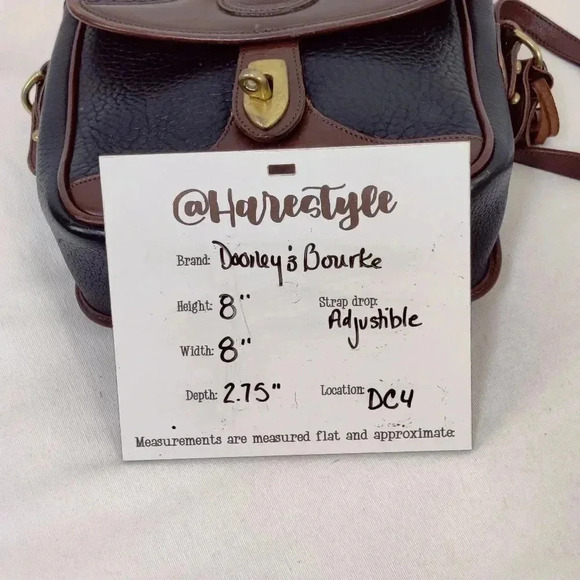 @Harestyle
Brand: Dooney & Bourke
Height: 8"
Strap drop: Adjustible
Width: 8"
Depth: 2.75"
Location: DC4
Measurements are measured flat and approximate.